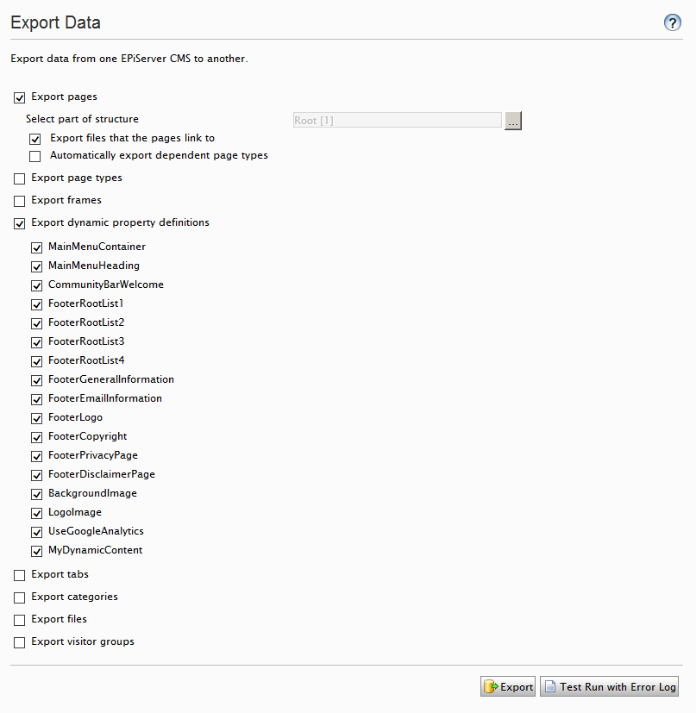 Export Data
?
Export data from one EPiServer CMS to another.
Export pages
Select part of structure Root [1] ...
Export files that the pages link to
Automatically export dependent page types
Export page types
Export frames
Export dynamic property definitions
MainMenuContainer
MainMenuHeading
CommunityBarWelcome
FooterRootList1
FooterRootList2
FooterRootList3
FooterRootList4
FooterGeneralInformation
FooterEmailInformation
FooterLogo
FooterCopyright
FooterPrivacyPage
FooterDisclaimerPage
BackgroundImage
LogoImage
UseGoogleAnalytics
MyDynamicContent
Export tabs
Export categories
Export files
Export visitor groups
Export Test Run with Error Log